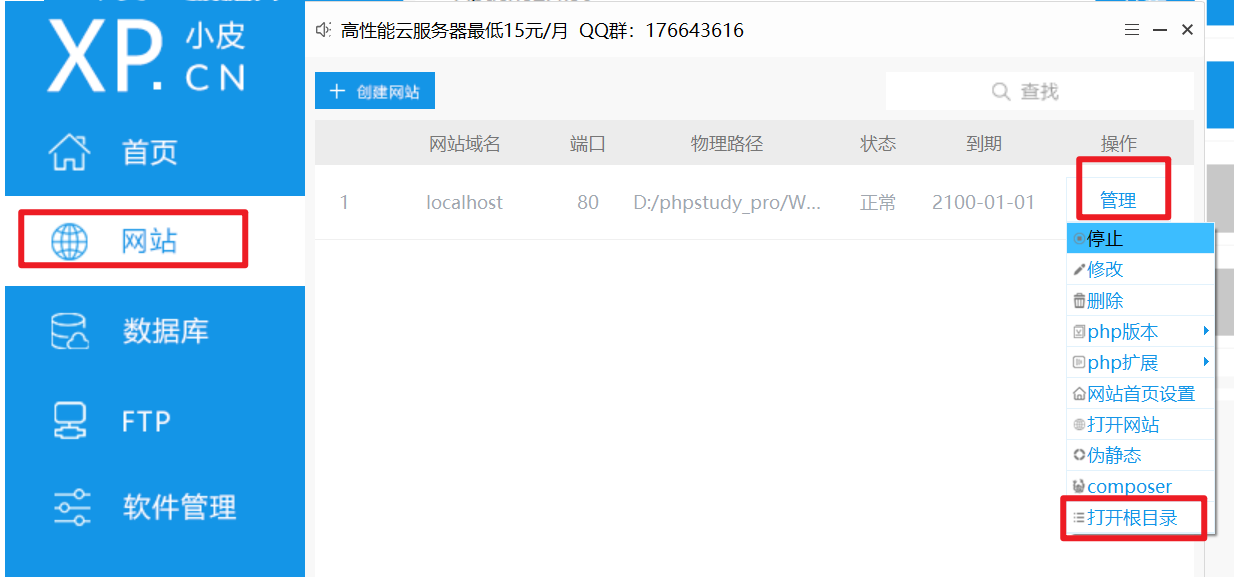 XP.小皮
CN
高性能云服务器最低15元/月 QQ群：176643616
首页
网站
数据库
FTP
软件管理
创建网站
查找
网站域名 端口 物理路径 状态 到期 操作
1 localhost 80 D:/phpstudy_pro/W... 正常 2100-01-01 管理
停止
修改
删除
php版本
php扩展
网站首页设置
打开网站
伪静态
composer
打开根目录